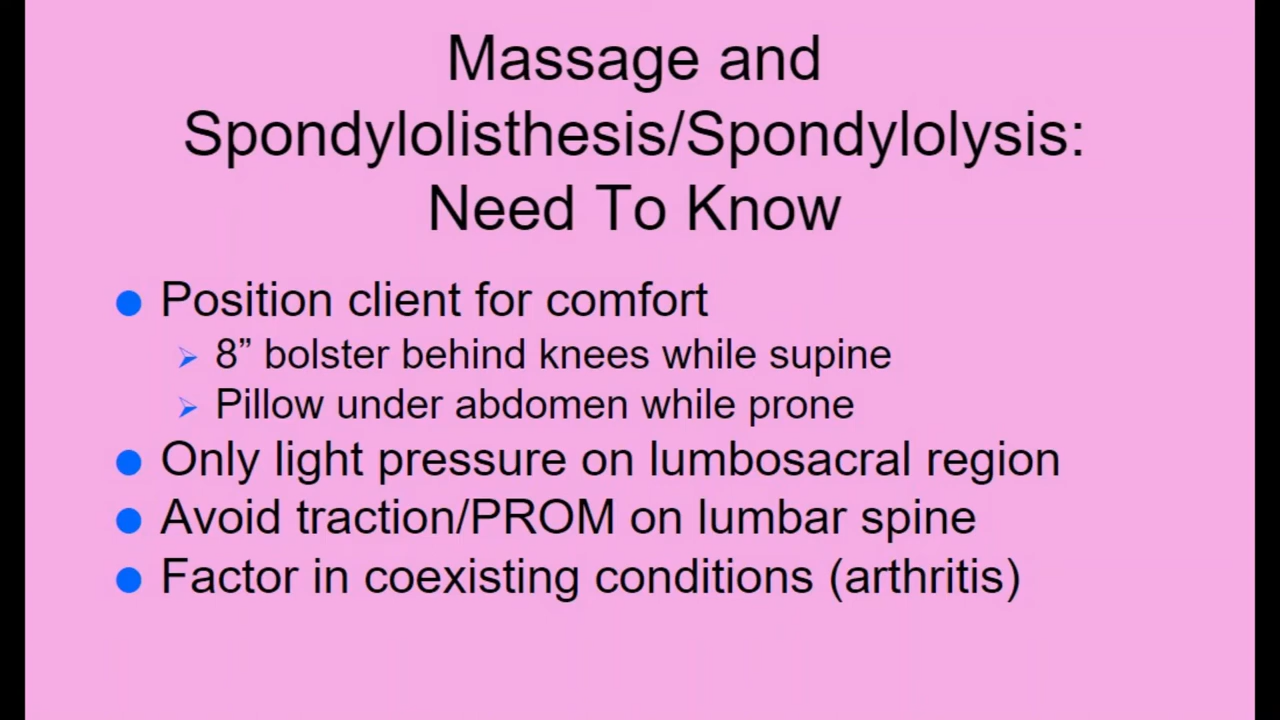 Massage and
Spondylolisthesis/Spondylolysis:
Need To Know
● Position client for comfort
➢ 8” bolster behind knees while supine
➢ Pillow under abdomen while prone
● Only light pressure on lumbosacral region
● Avoid traction/PROM on lumbar spine
● Factor in coexisting conditions (arthritis)